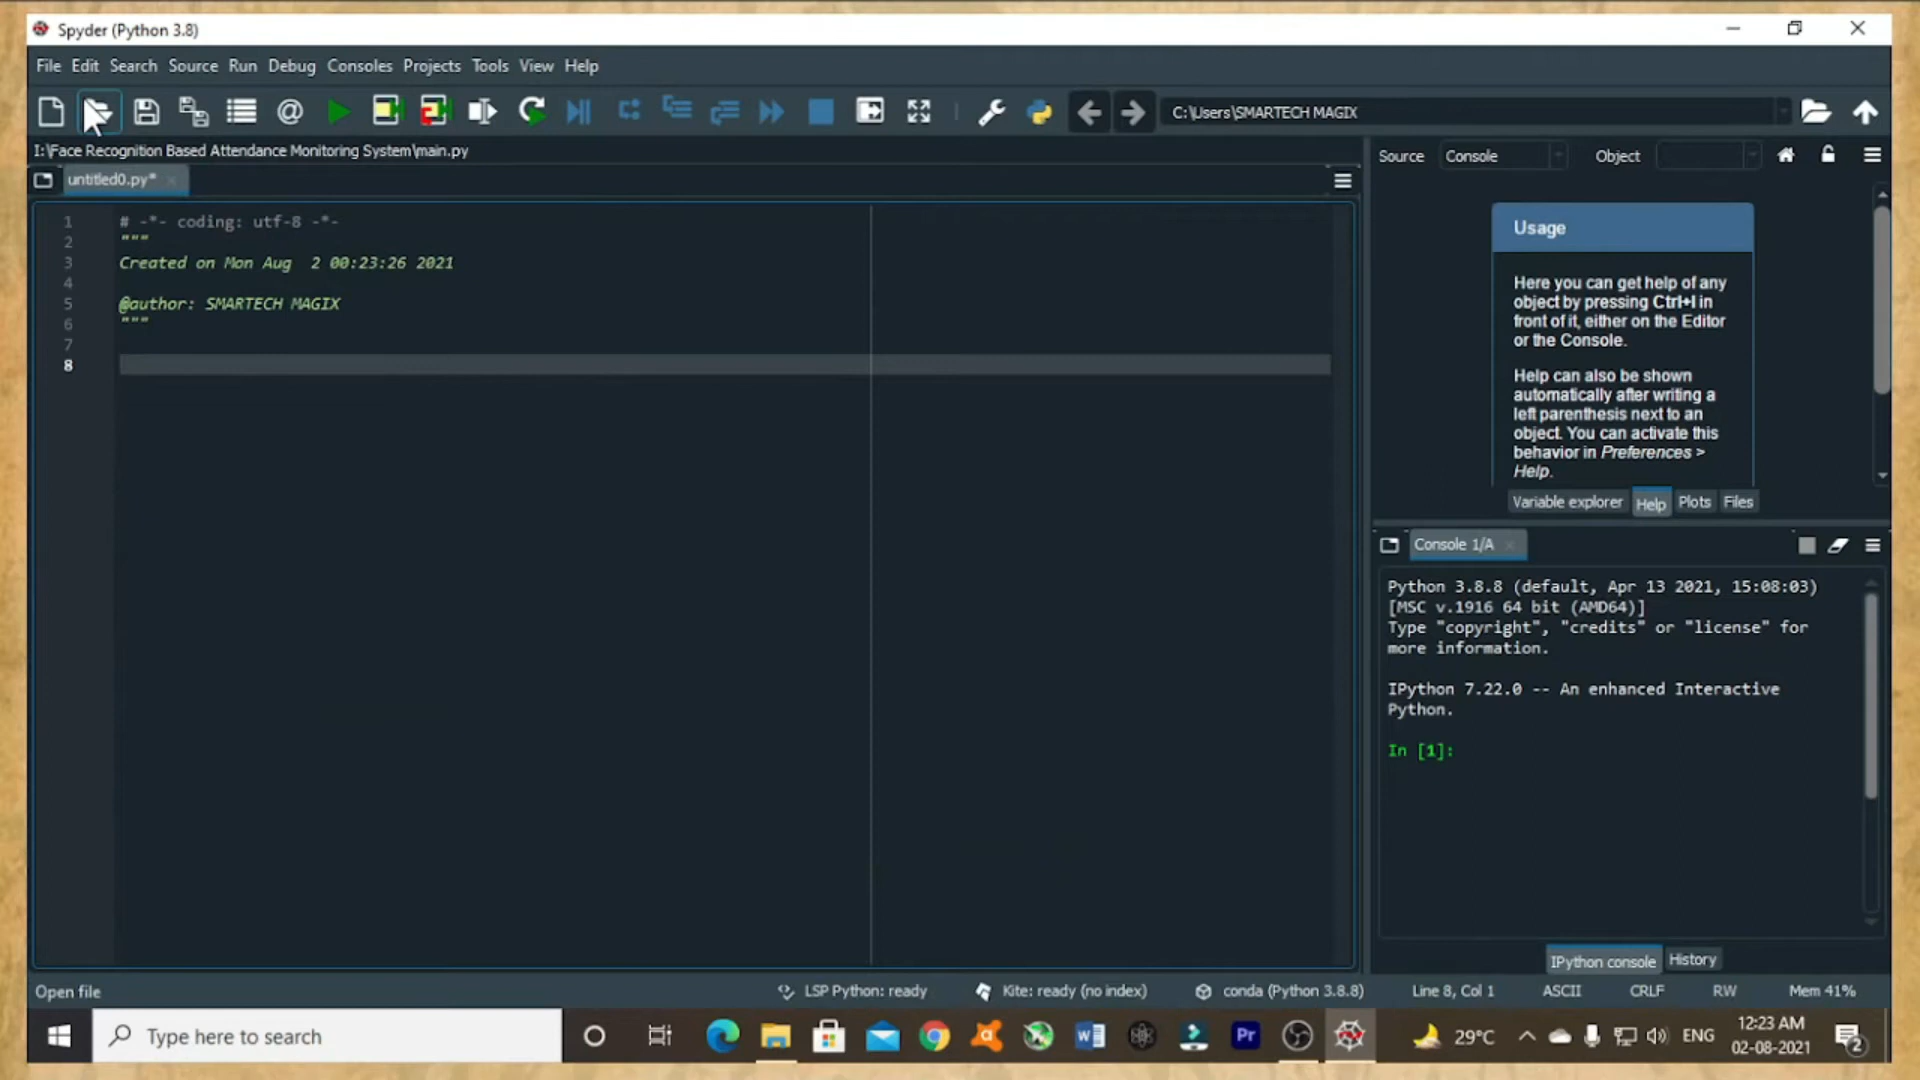 Spyder (Python 3.8)
File Edit Search Source Run Debug Consoles Projects Tools View Help
C:\Users\SMARTECH MAGIX
I:\Face Recognition Based Attendance Monitoring System\main.py
untitled0.py*
1 # -*- coding: utf-8 -*-
2 """
3 Created on Mon Aug  2 00:23:26 2021
4
5 @author: SMARTECH MAGIX
6 """
7
8
Source Console Object
Usage
Here you can get help of any
object by pressing Ctrl+I in
front of it, either on the Editor
or the Console.
Help can also be shown
automatically after writing a
left parenthesis next to an
object. You can activate this
behavior in Preferences >
Help.
Variable explorer Help Plots Files
Console 1/A
Python 3.8.8 (default, Apr 13 2021, 15:08:03)
[MSC v.1916 64 bit (AMD64)]
Type "copyright", "credits" or "license" for
more information.
IPython 7.22.0 -- An enhanced Interactive
Python.
In [1]:
IPython console History
Open file LSP Python: ready Kite: ready (no index) conda (Python 3.8.8) Line 8, Col 1 ASCII CRLF RW Mem 41%
Type here to search
Pr
29°C ENG
12:23 AM
02-08-2021
2